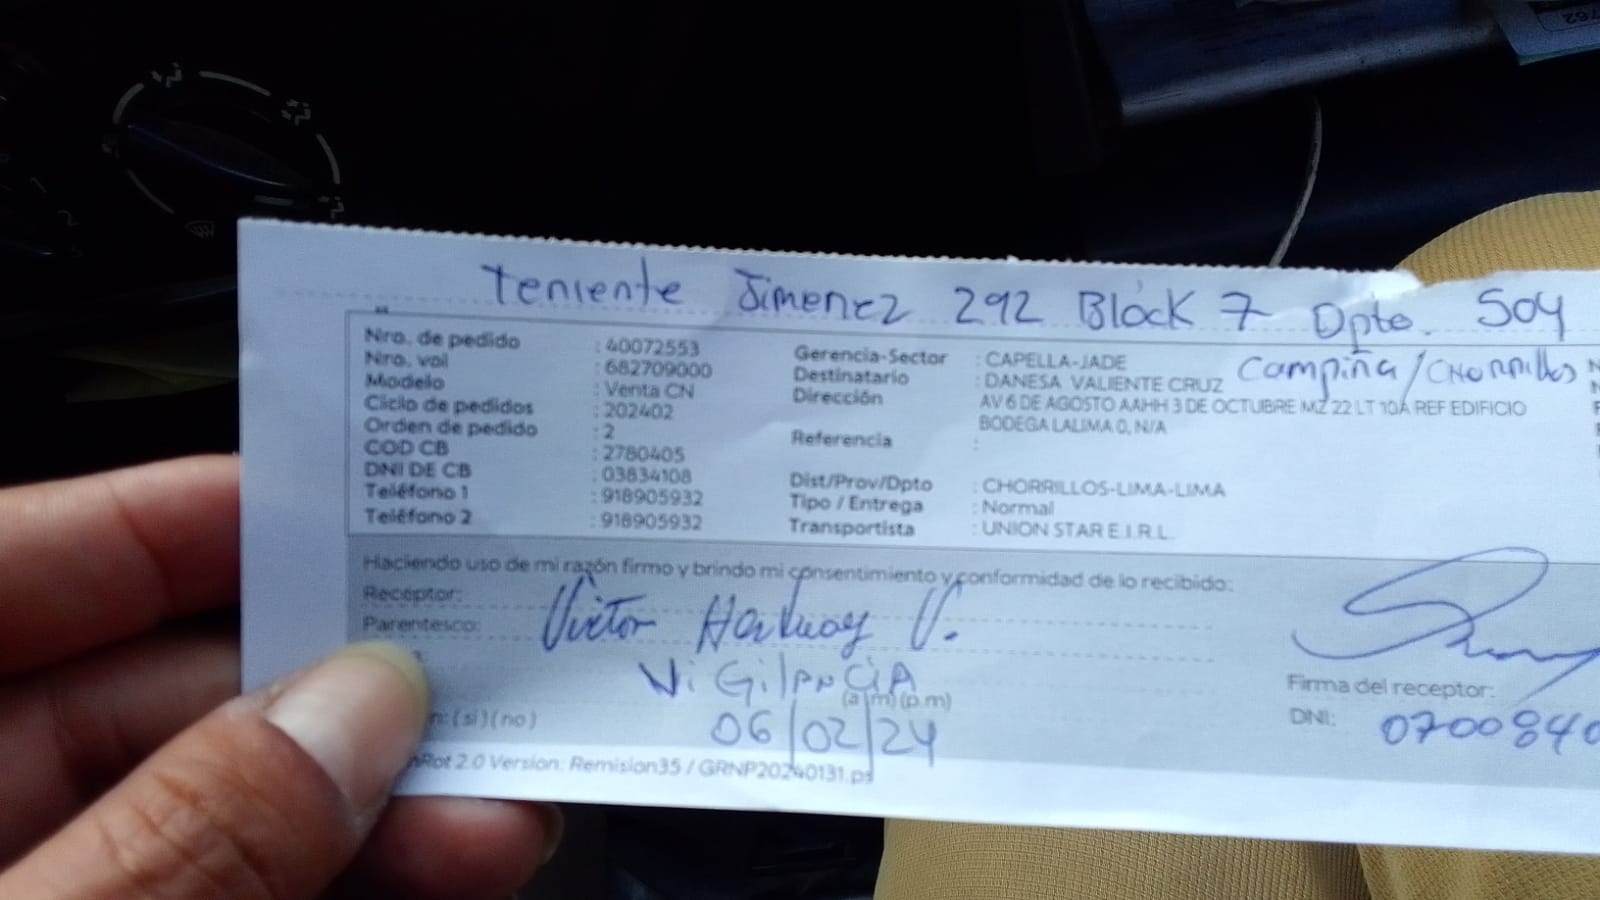 Teniente Jimenez 292 Block 7 Dpto. 504
Campiña / CHORRillos
Nro. de pedido : 40072553
Nro. vol : 682709000
Modelo : Venta CN
Ciclo de pedidos : 202402
Orden de pedido : 2
COD CB : 2780405
DNI DE CB : 03834108
Teléfono 1 : 918905932
Teléfono 2 : 918905932
Gerencia-Sector : CAPELLA-JADE
Destinatario : DANESA VALIENTE CRUZ
Dirección AV 6 DE AGOSTO AAHH 3 DE OCTUBRE MZ 22 LT 10A REF EDIFICIO
BODEGA LALIMA 0, N/A
Referencia :
Dist/Prov/Dpto : CHORRILLOS-LIMA-LIMA
Tipo / Entrega : Normal
Transportista : UNION STAR E.I.R.L.
Haciendo uso de mi razón firmo y brindo mi consentimiento y conformidad de lo recibido:
Receptor:
Parentesco: Victor V.
ViGilanCiA
(a.m) (p.m)
n: (si) (no) 06/02/24
Firma del receptor:
DNI: 0700840
Rot 2.0 Version: Remision35 / GRNP20240131.ps